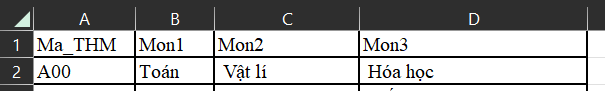 A B C D
1 Ma_THM Mon1 Mon2 Mon3
2 A00 Toán Vật lí Hóa học